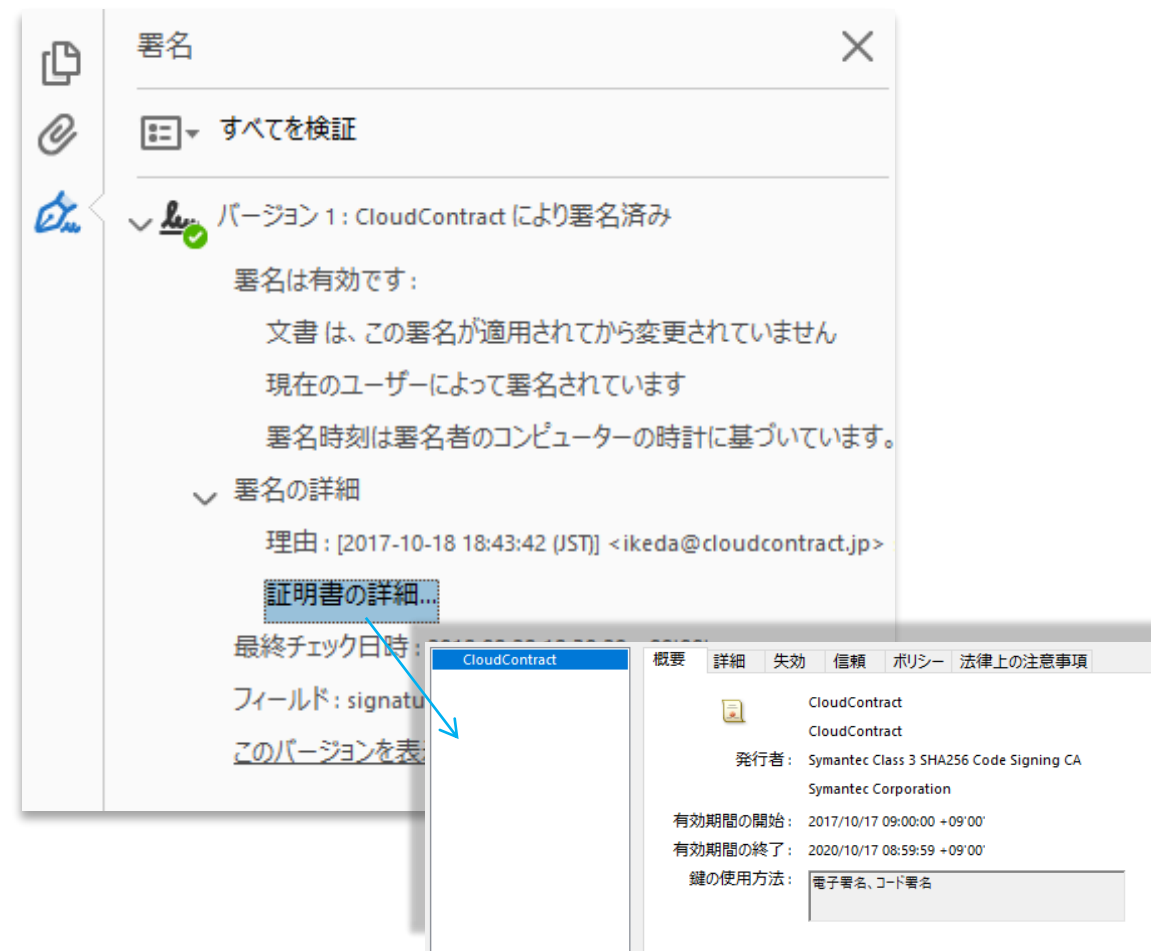 署名
すべてを検証
バージョン 1 : CloudContract により署名済み
署名は有効です :
文書 は、この署名が適用されてから変更されていません
現在のユーザーによって署名されています
署名時刻は署名者のコンピューターの時計に基づいています。
署名の詳細
理由 : [2017-10-18 18:43:42 (JST)] <ikeda@cloudcontract.jp>
証明書の詳細...
最終チェック日時 :
フィールド : signatu
このバージョンを表
CloudContract
概要 詳細 失効 信頼 ポリシー 法律上の注意事項
CloudContract
CloudContract
発行者 : Symantec Class 3 SHA256 Code Signing CA
Symantec Corporation
有効期間の開始 : 2017/10/17 09:00:00 +09'00'
有効期間の終了 : 2020/10/17 08:59:59 +09'00'
鍵の使用方法 : 電子署名、コード署名